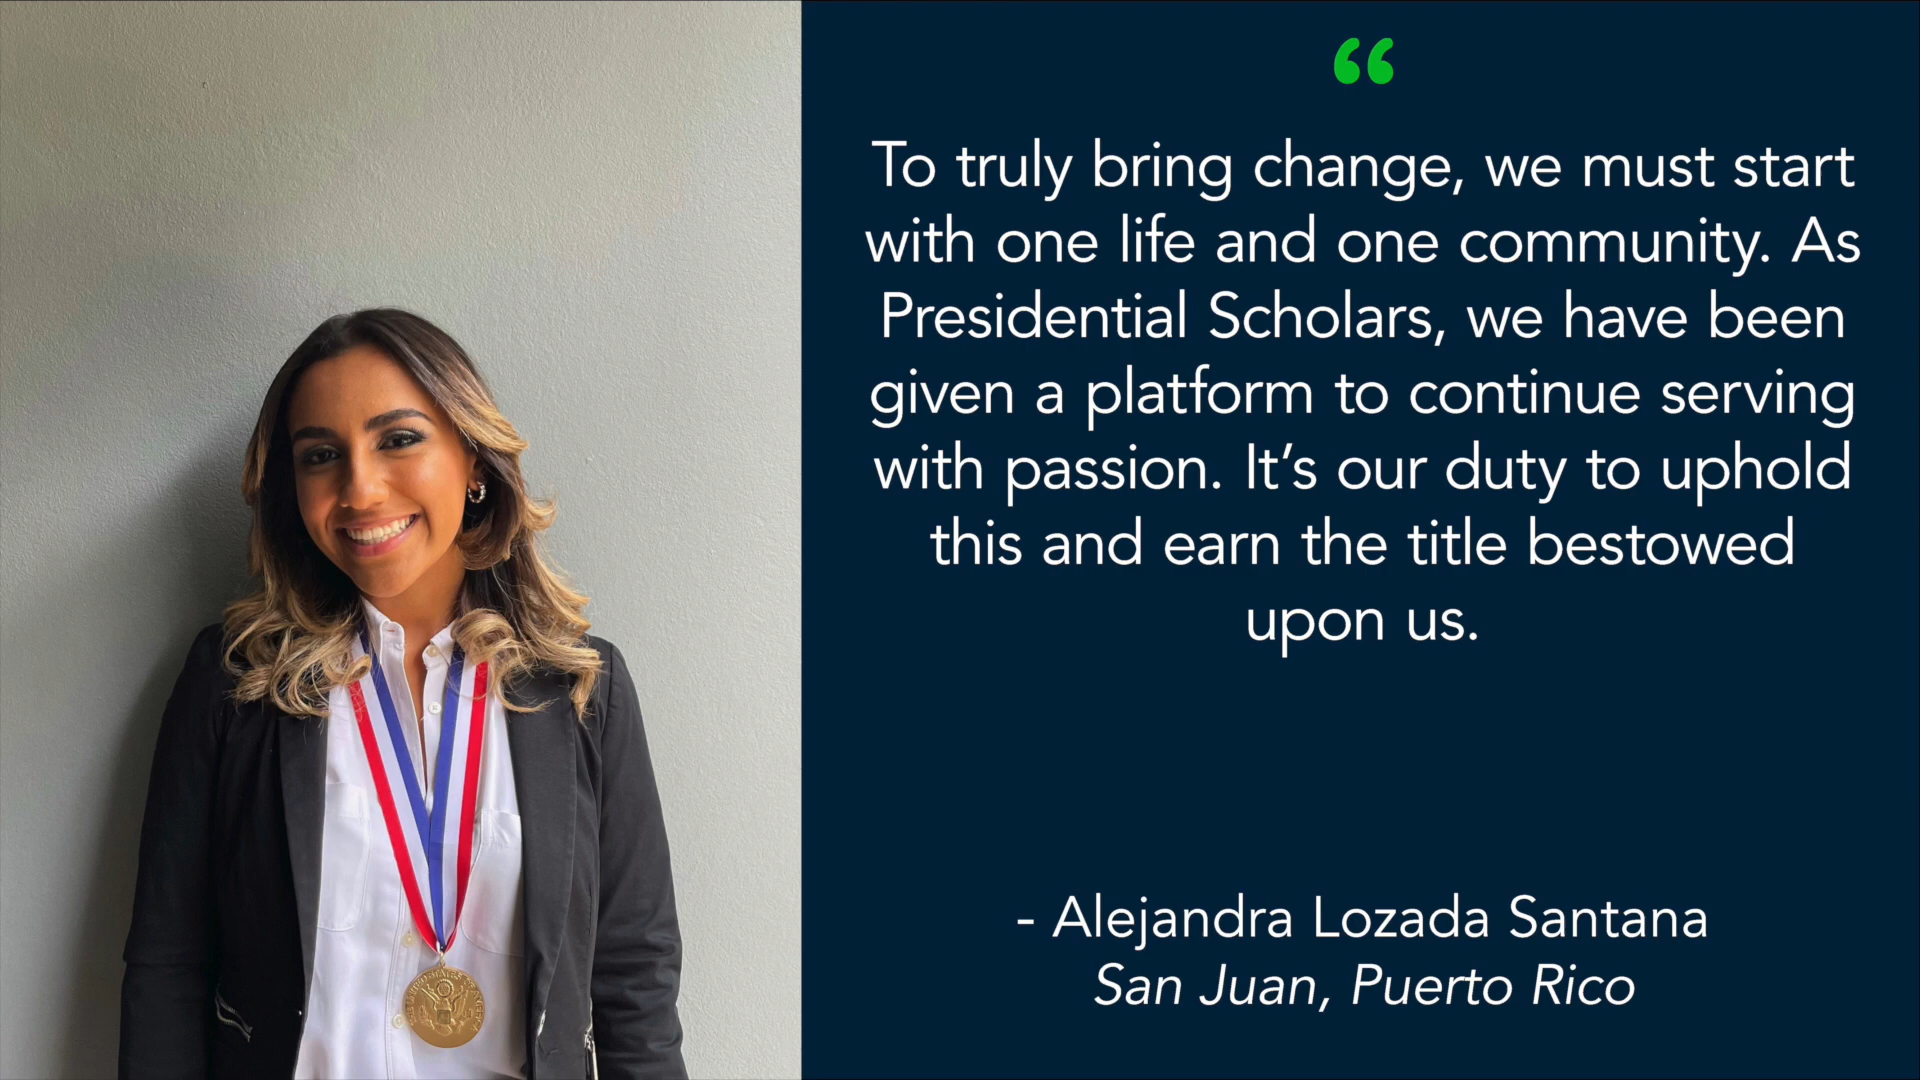 “
To truly bring change, we must start
with one life and one community. As
Presidential Scholars, we have been
given a platform to continue serving
with passion. It’s our duty to uphold
this and earn the title bestowed
upon us.
- Alejandra Lozada Santana
San Juan, Puerto Rico